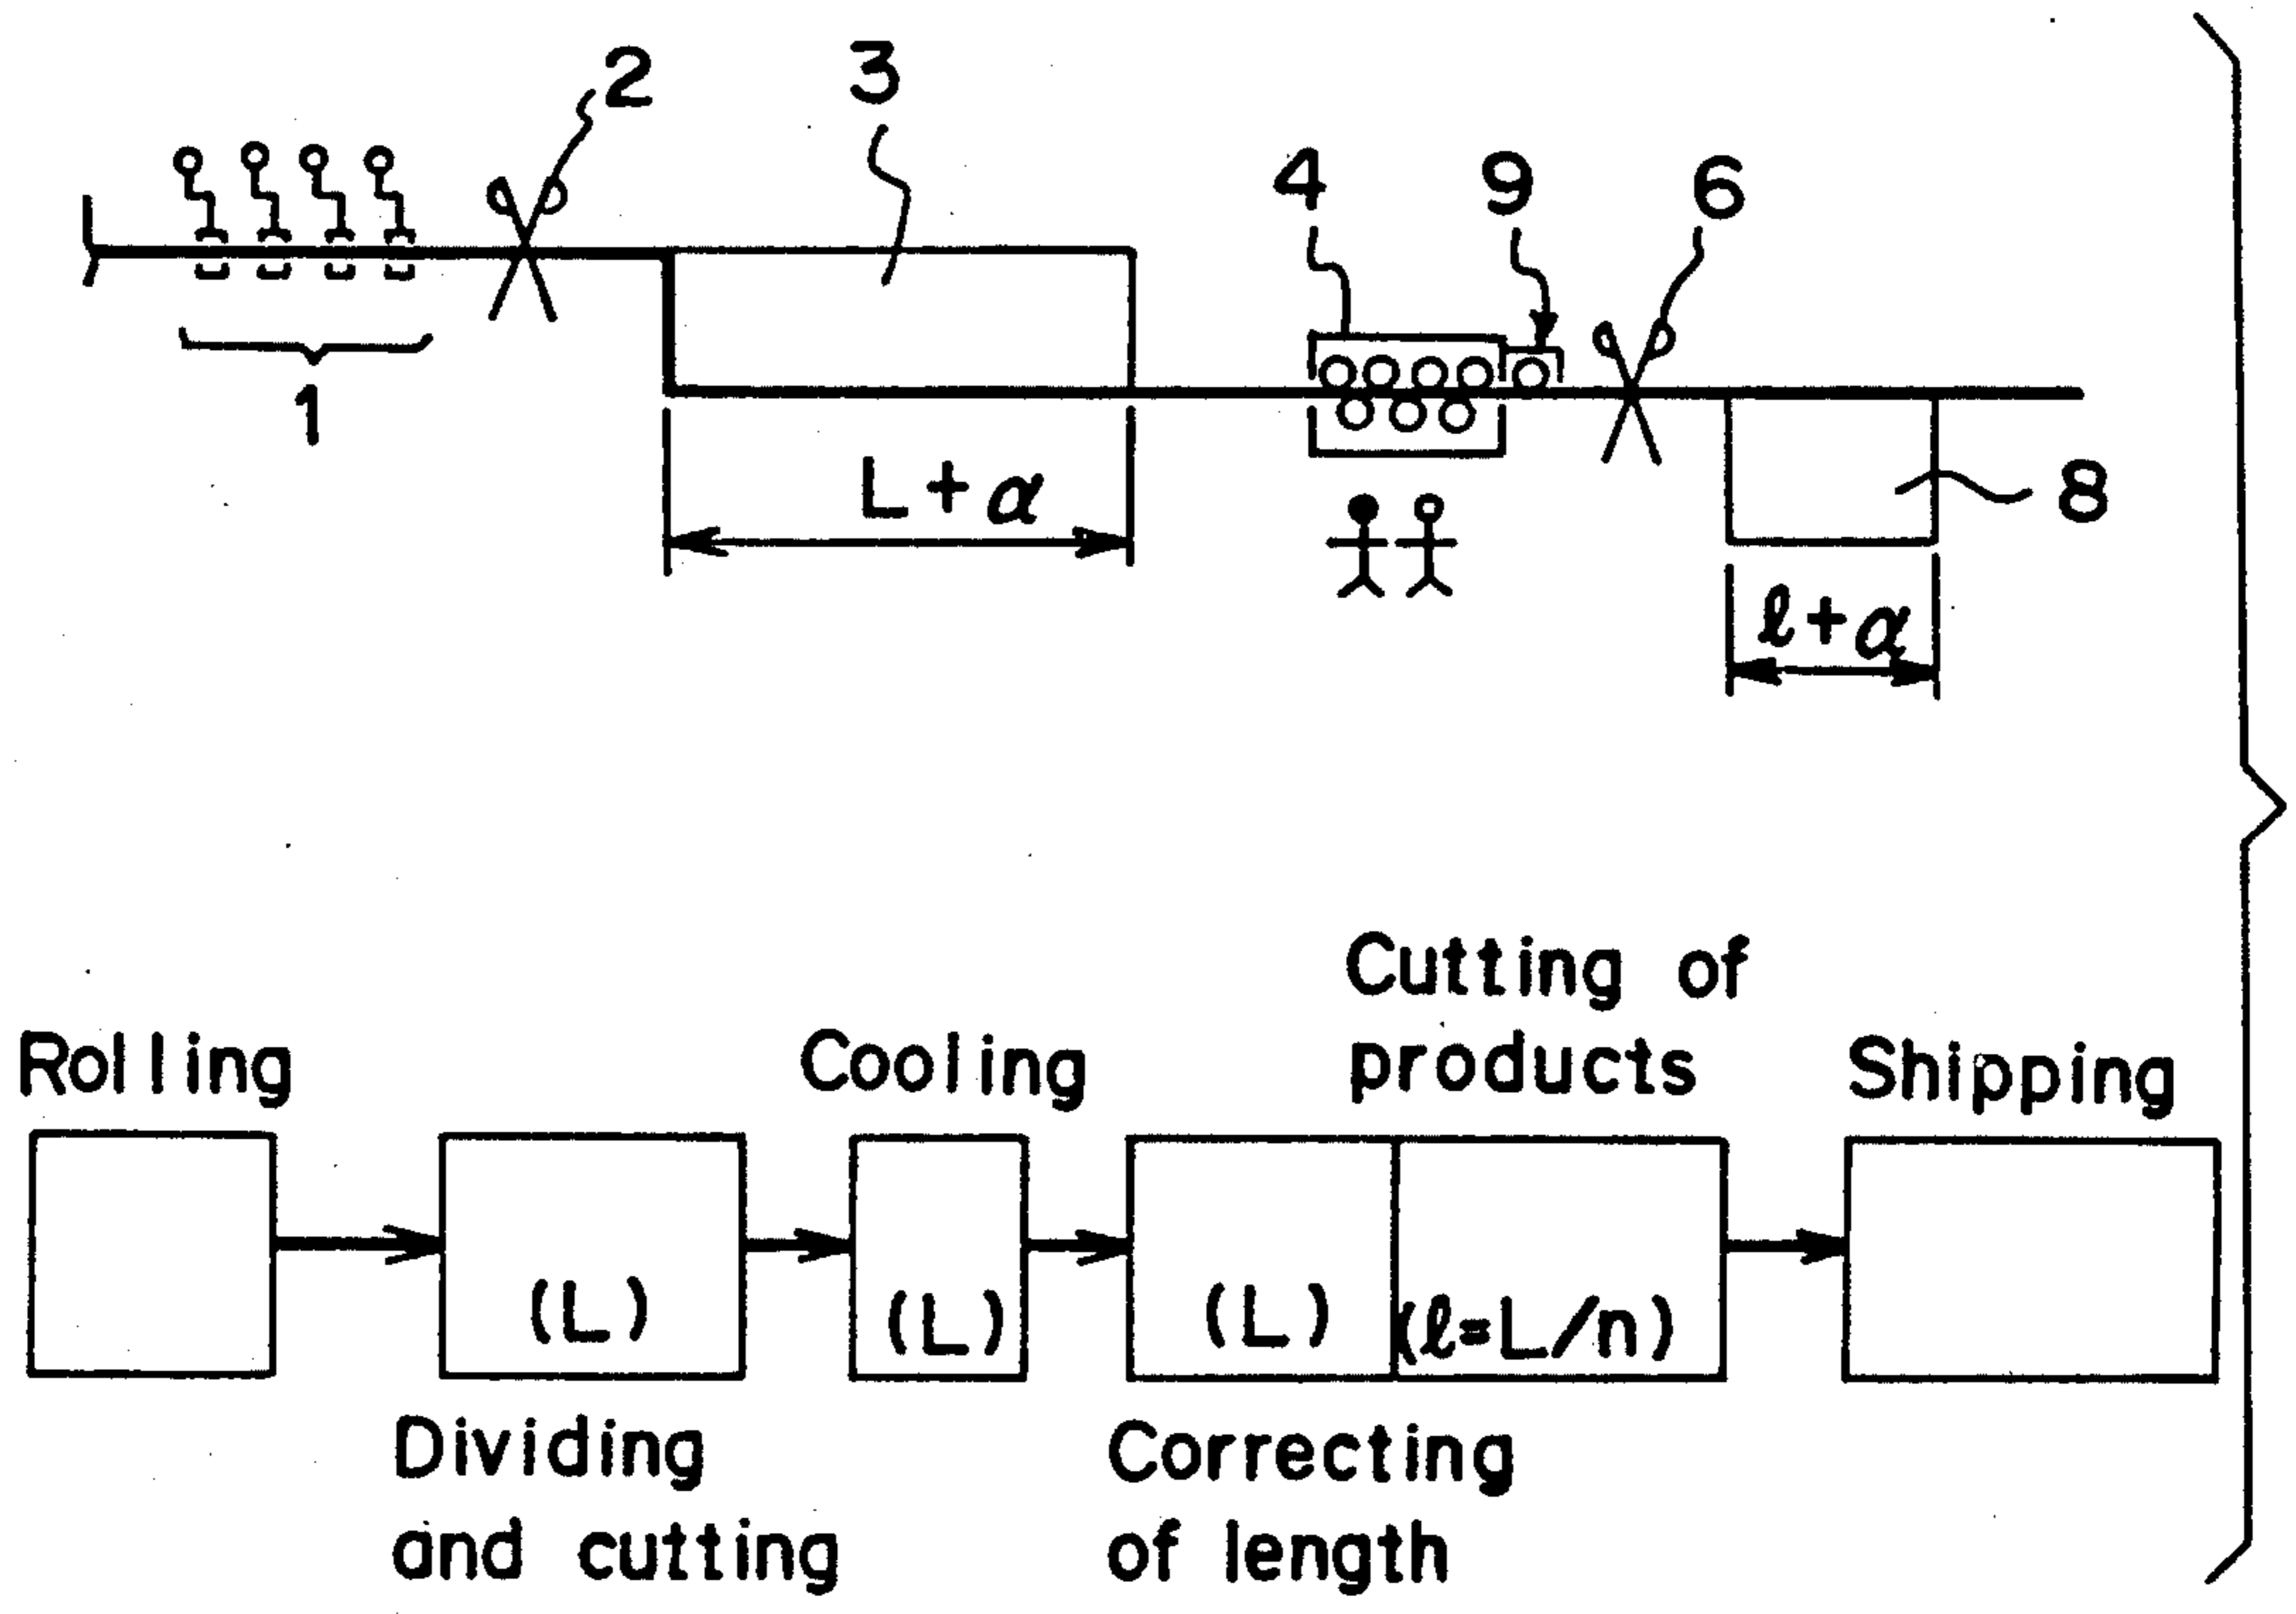 2
3
4
9
6
1
L+α
8
ℓ+α
Cutting of
products
Rolling
Cooling
Shipping
(L)
(L)
(L)
(ℓ=L/n)
Dividing
and cutting
Correcting
of length